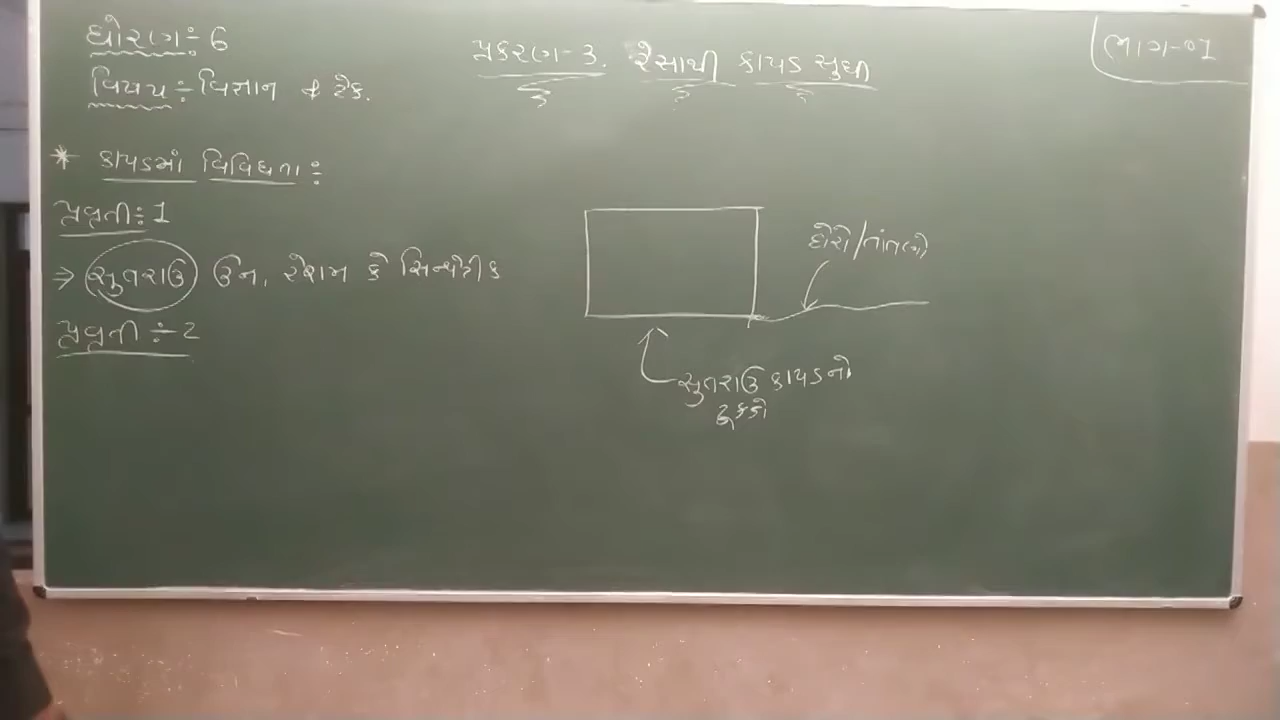 ધોરણ÷ 6
વિષય÷ વિજ્ઞાન & ટેક.
પ્રકરણ-3. રેસાથી કાપડ સુધી
ભાગ-01
* કાપડમાં વિવિધતા÷
પ્રવૃતી÷1
⇒ સુતરાઉ ઉન, રેશમ કે સિન્થેટીક
પ્રવૃતી÷2
ધોરો/તાંતણો
સુતરાઉ કાપડનો
ટૂકડો